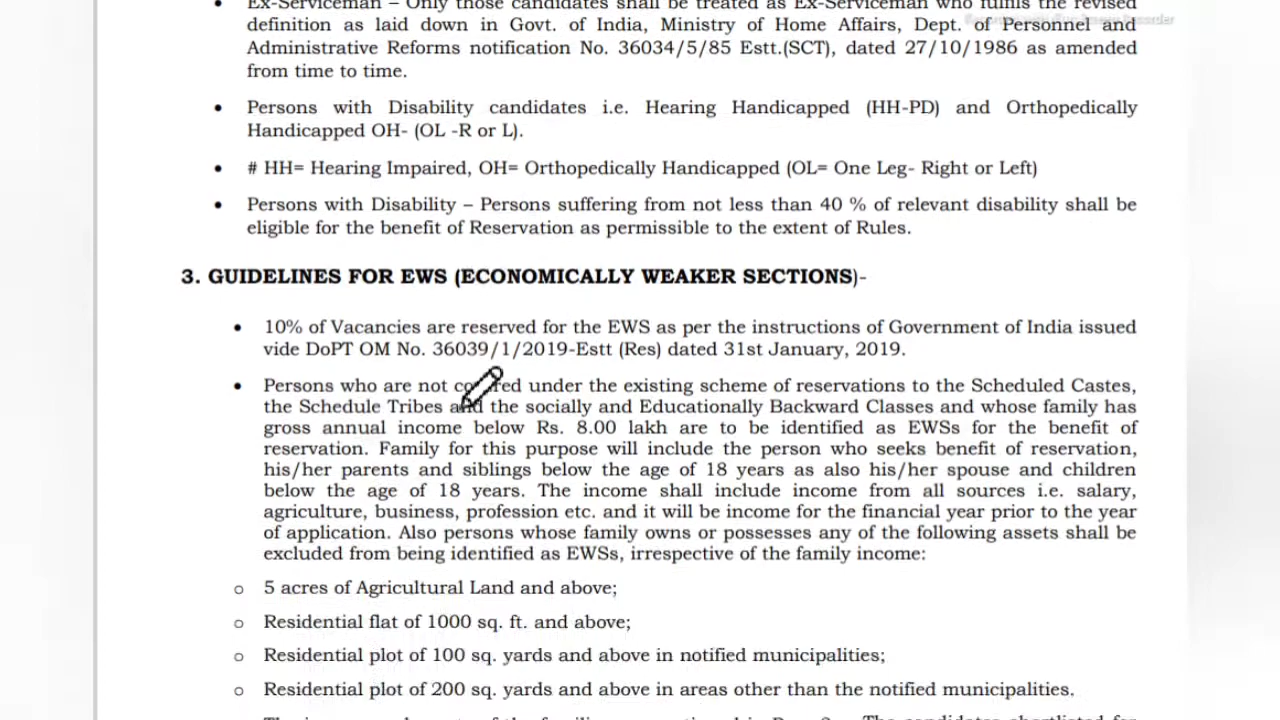 Ex-Serviceman – Only those candidates shall be treated as Ex-Serviceman who fulfils the revised
definition as laid down in Govt. of India, Ministry of Home Affairs, Dept. of Personnel and
Administrative Reforms notification No. 36034/5/85 Estt.(SCT), dated 27/10/1986 as amended
from time to time.
• Persons with Disability candidates i.e. Hearing Handicapped (HH-PD) and Orthopedically
Handicapped OH- (OL -R or L).
• # HH= Hearing Impaired, OH= Orthopedically Handicapped (OL= One Leg- Right or Left)
• Persons with Disability – Persons suffering from not less than 40 % of relevant disability shall be
eligible for the benefit of Reservation as permissible to the extent of Rules.
3. GUIDELINES FOR EWS (ECONOMICALLY WEAKER SECTIONS)-
• 10% of Vacancies are reserved for the EWS as per the instructions of Government of India issued
vide DoPT OM No. 36039/1/2019-Estt (Res) dated 31st January, 2019.
• Persons who are not covered under the existing scheme of reservations to the Scheduled Castes,
the Schedule Tribes and the socially and Educationally Backward Classes and whose family has
gross annual income below Rs. 8.00 lakh are to be identified as EWSs for the benefit of
reservation. Family for this purpose will include the person who seeks benefit of reservation,
his/her parents and siblings below the age of 18 years as also his/her spouse and children
below the age of 18 years. The income shall include income from all sources i.e. salary,
agriculture, business, profession etc. and it will be income for the financial year prior to the year
of application. Also persons whose family owns or possesses any of the following assets shall be
excluded from being identified as EWSs, irrespective of the family income:
o 5 acres of Agricultural Land and above;
o Residential flat of 1000 sq. ft. and above;
o Residential plot of 100 sq. yards and above in notified municipalities;
o Residential plot of 200 sq. yards and above in areas other than the notified municipalities.